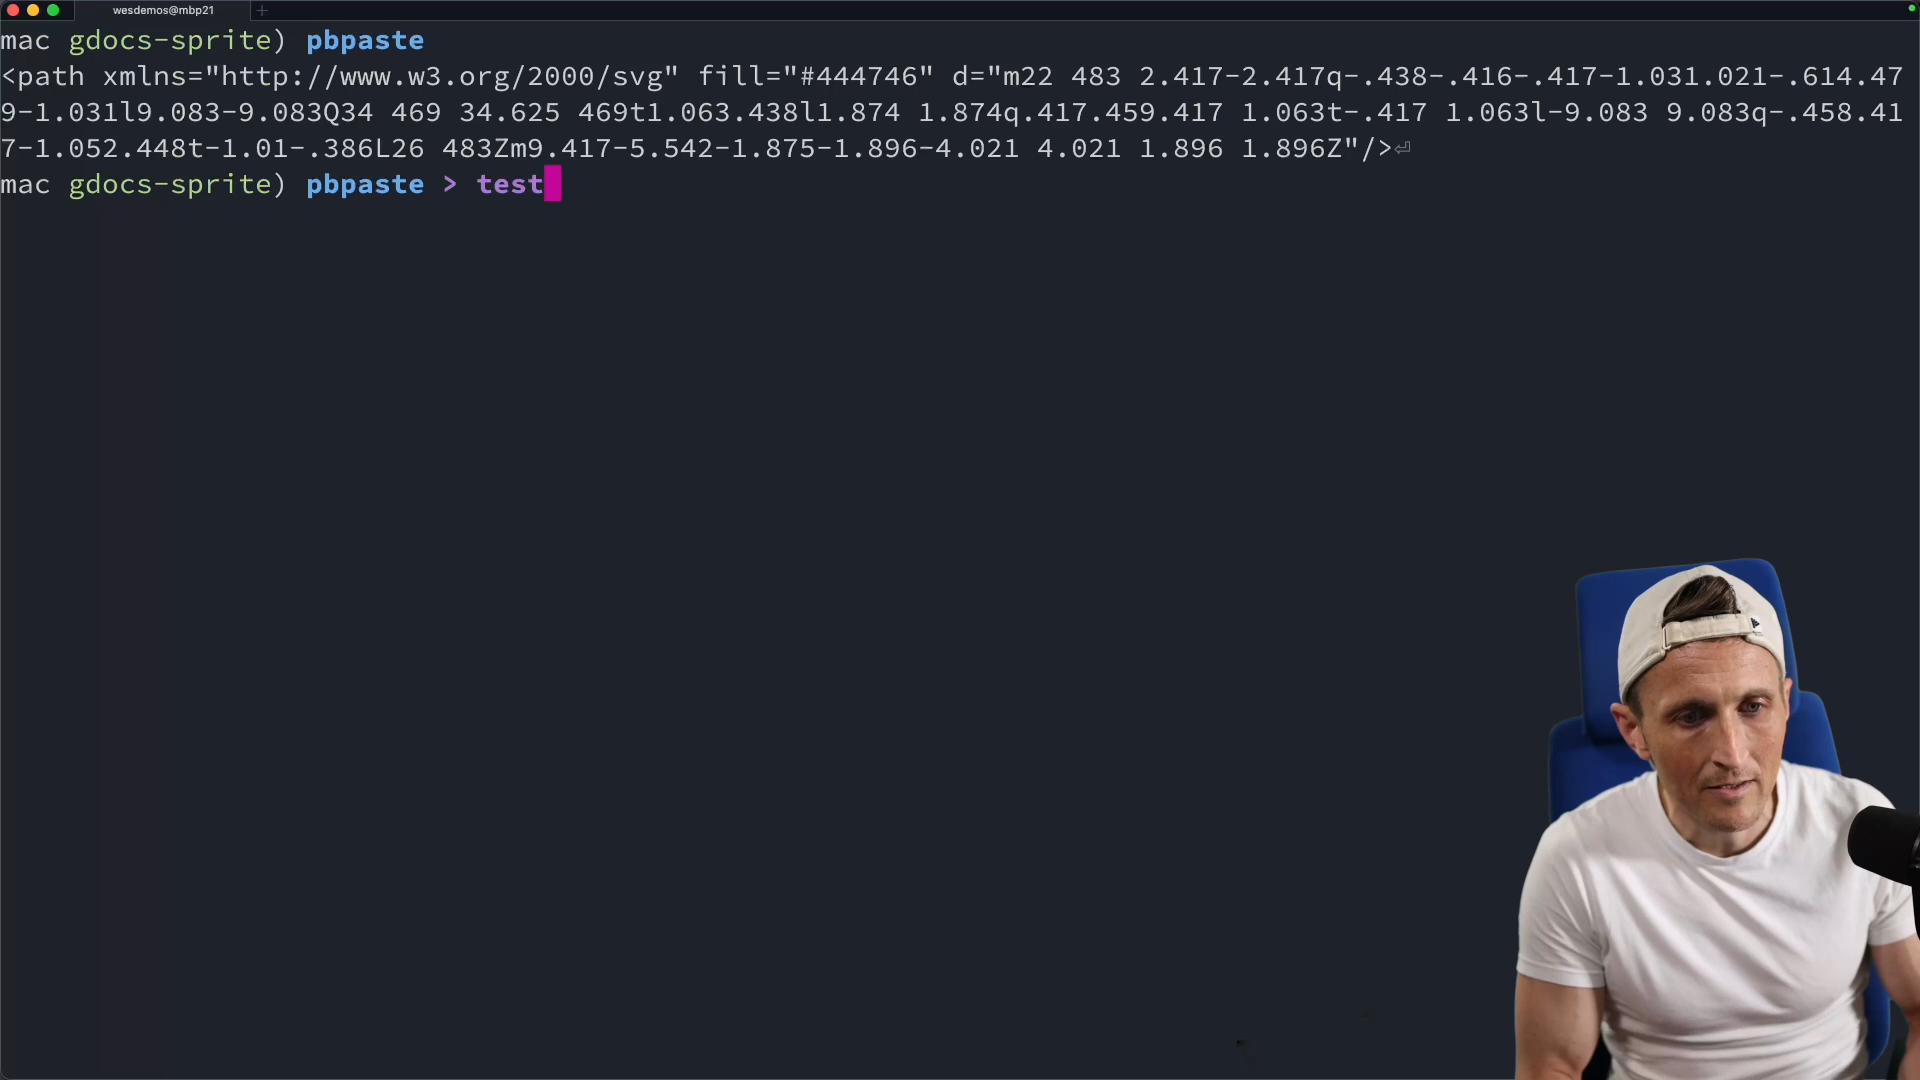 wesdemos@mbp21
mac gdocs-sprite) pbpaste
<path xmlns="http://www.w3.org/2000/svg" fill="#444746" d="m22 483 2.417-2.417q-.438-.416-.417-1.031.021-.614.47
9-1.031l9.083-9.083Q34 469 34.625 469t1.063.438l1.874 1.874q.417.459.417 1.063t-.417 1.063l-9.083 9.083q-.458.41
7-1.052.448t-1.01-.386L26 483Zm9.417-5.542-1.875-1.896-4.021 4.021 1.896 1.896Z"/>⏎
mac gdocs-sprite) pbpaste > test